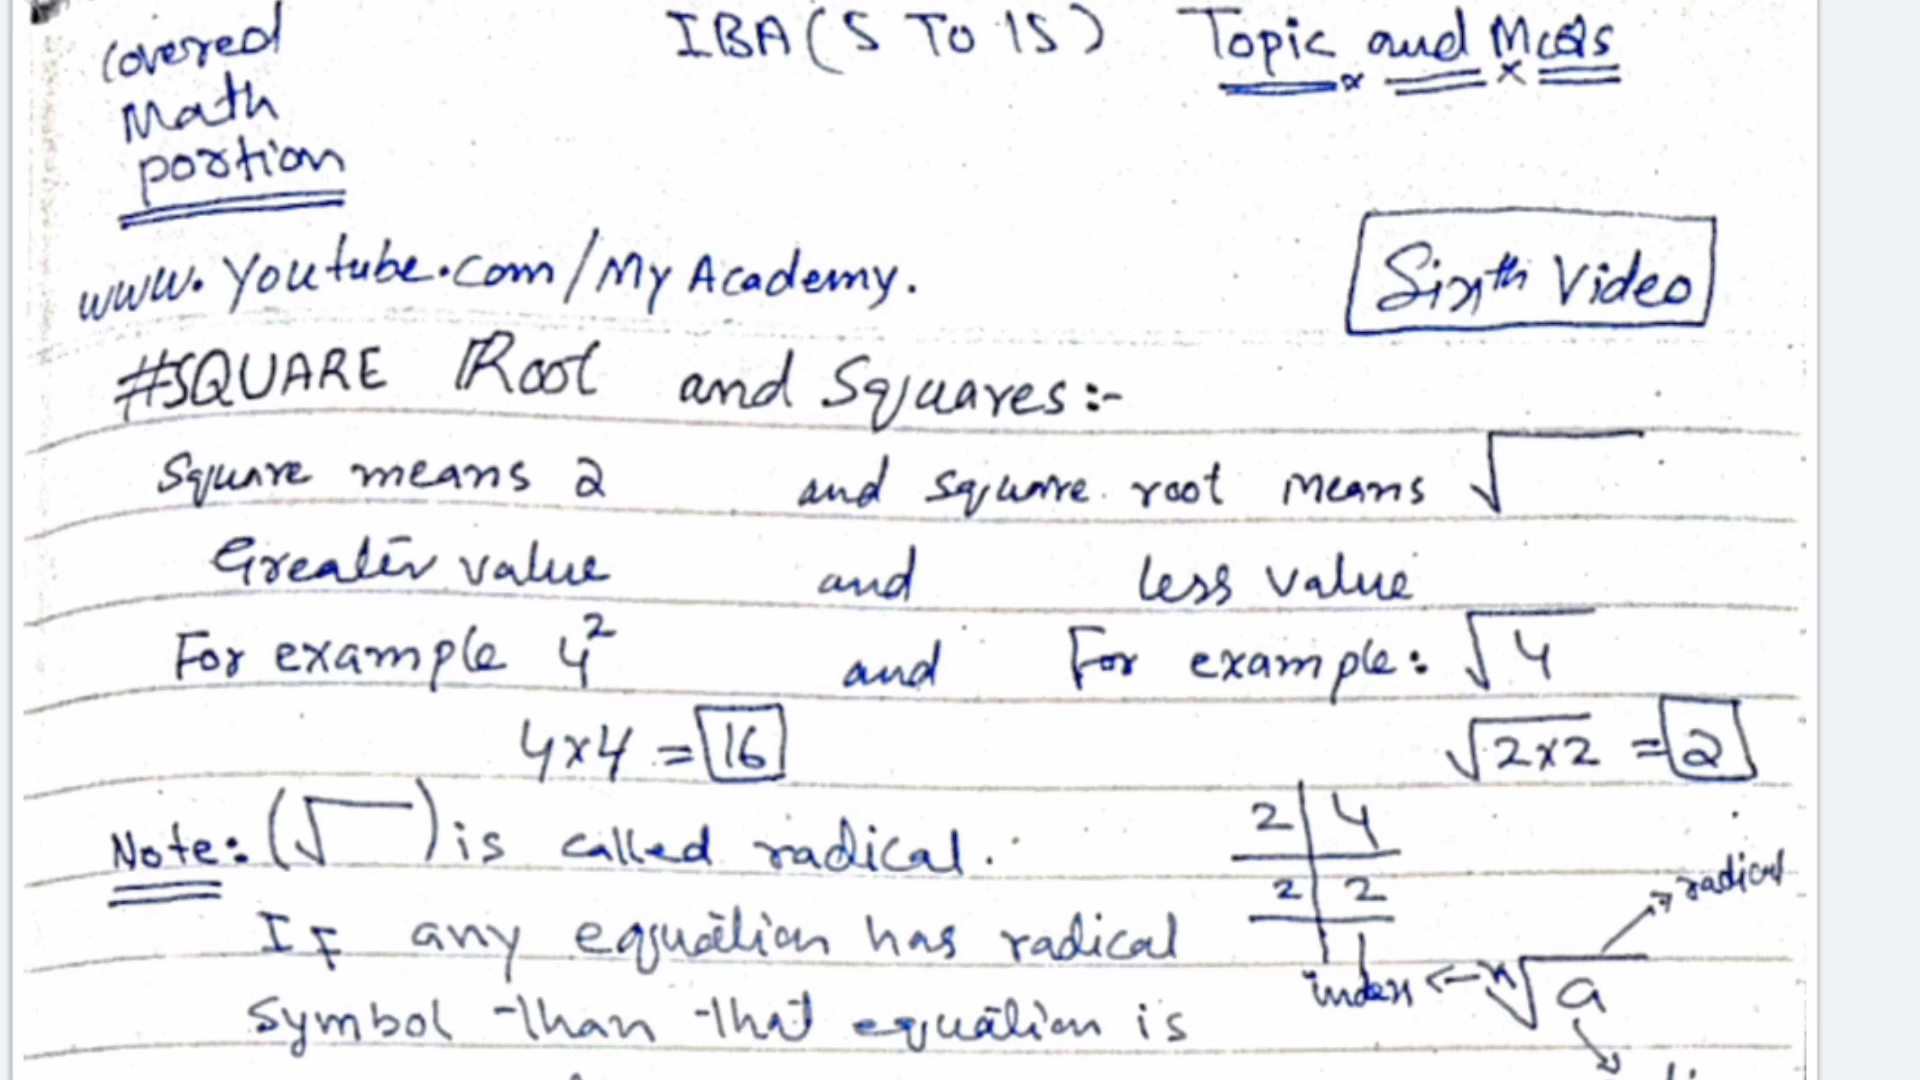 covered IBA (5 TO 15) Topic and Mcqs
Math
portion
www.Youtube.com/My Academy.
Sixth Video
#SQUARE Root and Squares:-
Square means 2 and square root means √
Greater value and less value
For example 4² and For example: √4
4x4 = 16 √2x2 = 2
Note: (√) is called radical.
2 | 4
2 | 2
1
radical
If any equation has radical
index ← n√a
symbol than that equation is